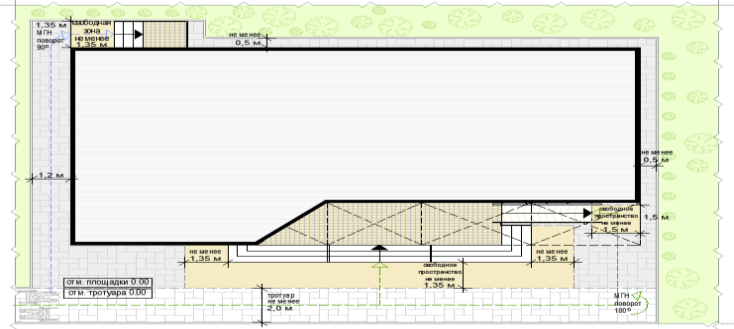 1,35 м
МГН
поворот
90º
свободная
зона
не менее
1,35 м
не менее
0,5 м
не менее
0,5 м
1,2 м
свободное
пространство
не менее
1,5 м
1,5 м
не менее
1,35 м
свободное
пространство
не менее
1,35 м
не менее
1,35 м
отм. площадки 0.00
отм. тротуара 0.00
тротуар
не менее
2,0 м
МГН
поворот
180º